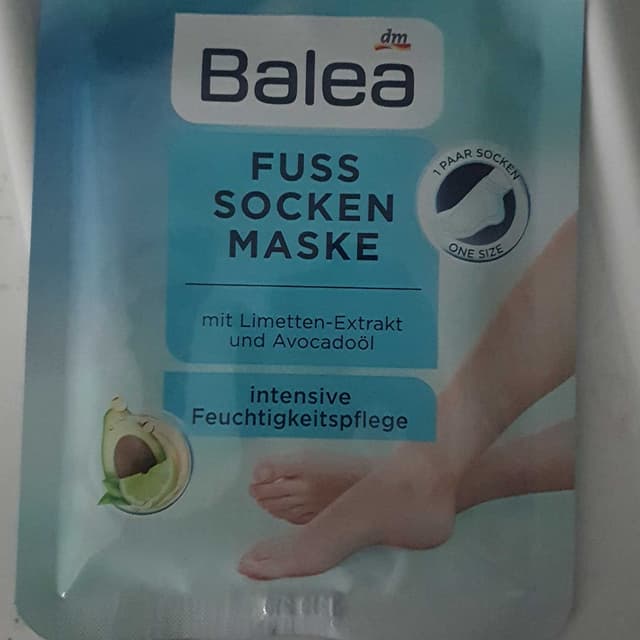 dm
Balea
FUSS
SOCKEN
MASKE
1 PAAR SOCKEN
ONE SIZE
mit Limetten-Extrakt
und Avocadoöl
intensive
Feuchtigkeitspflege